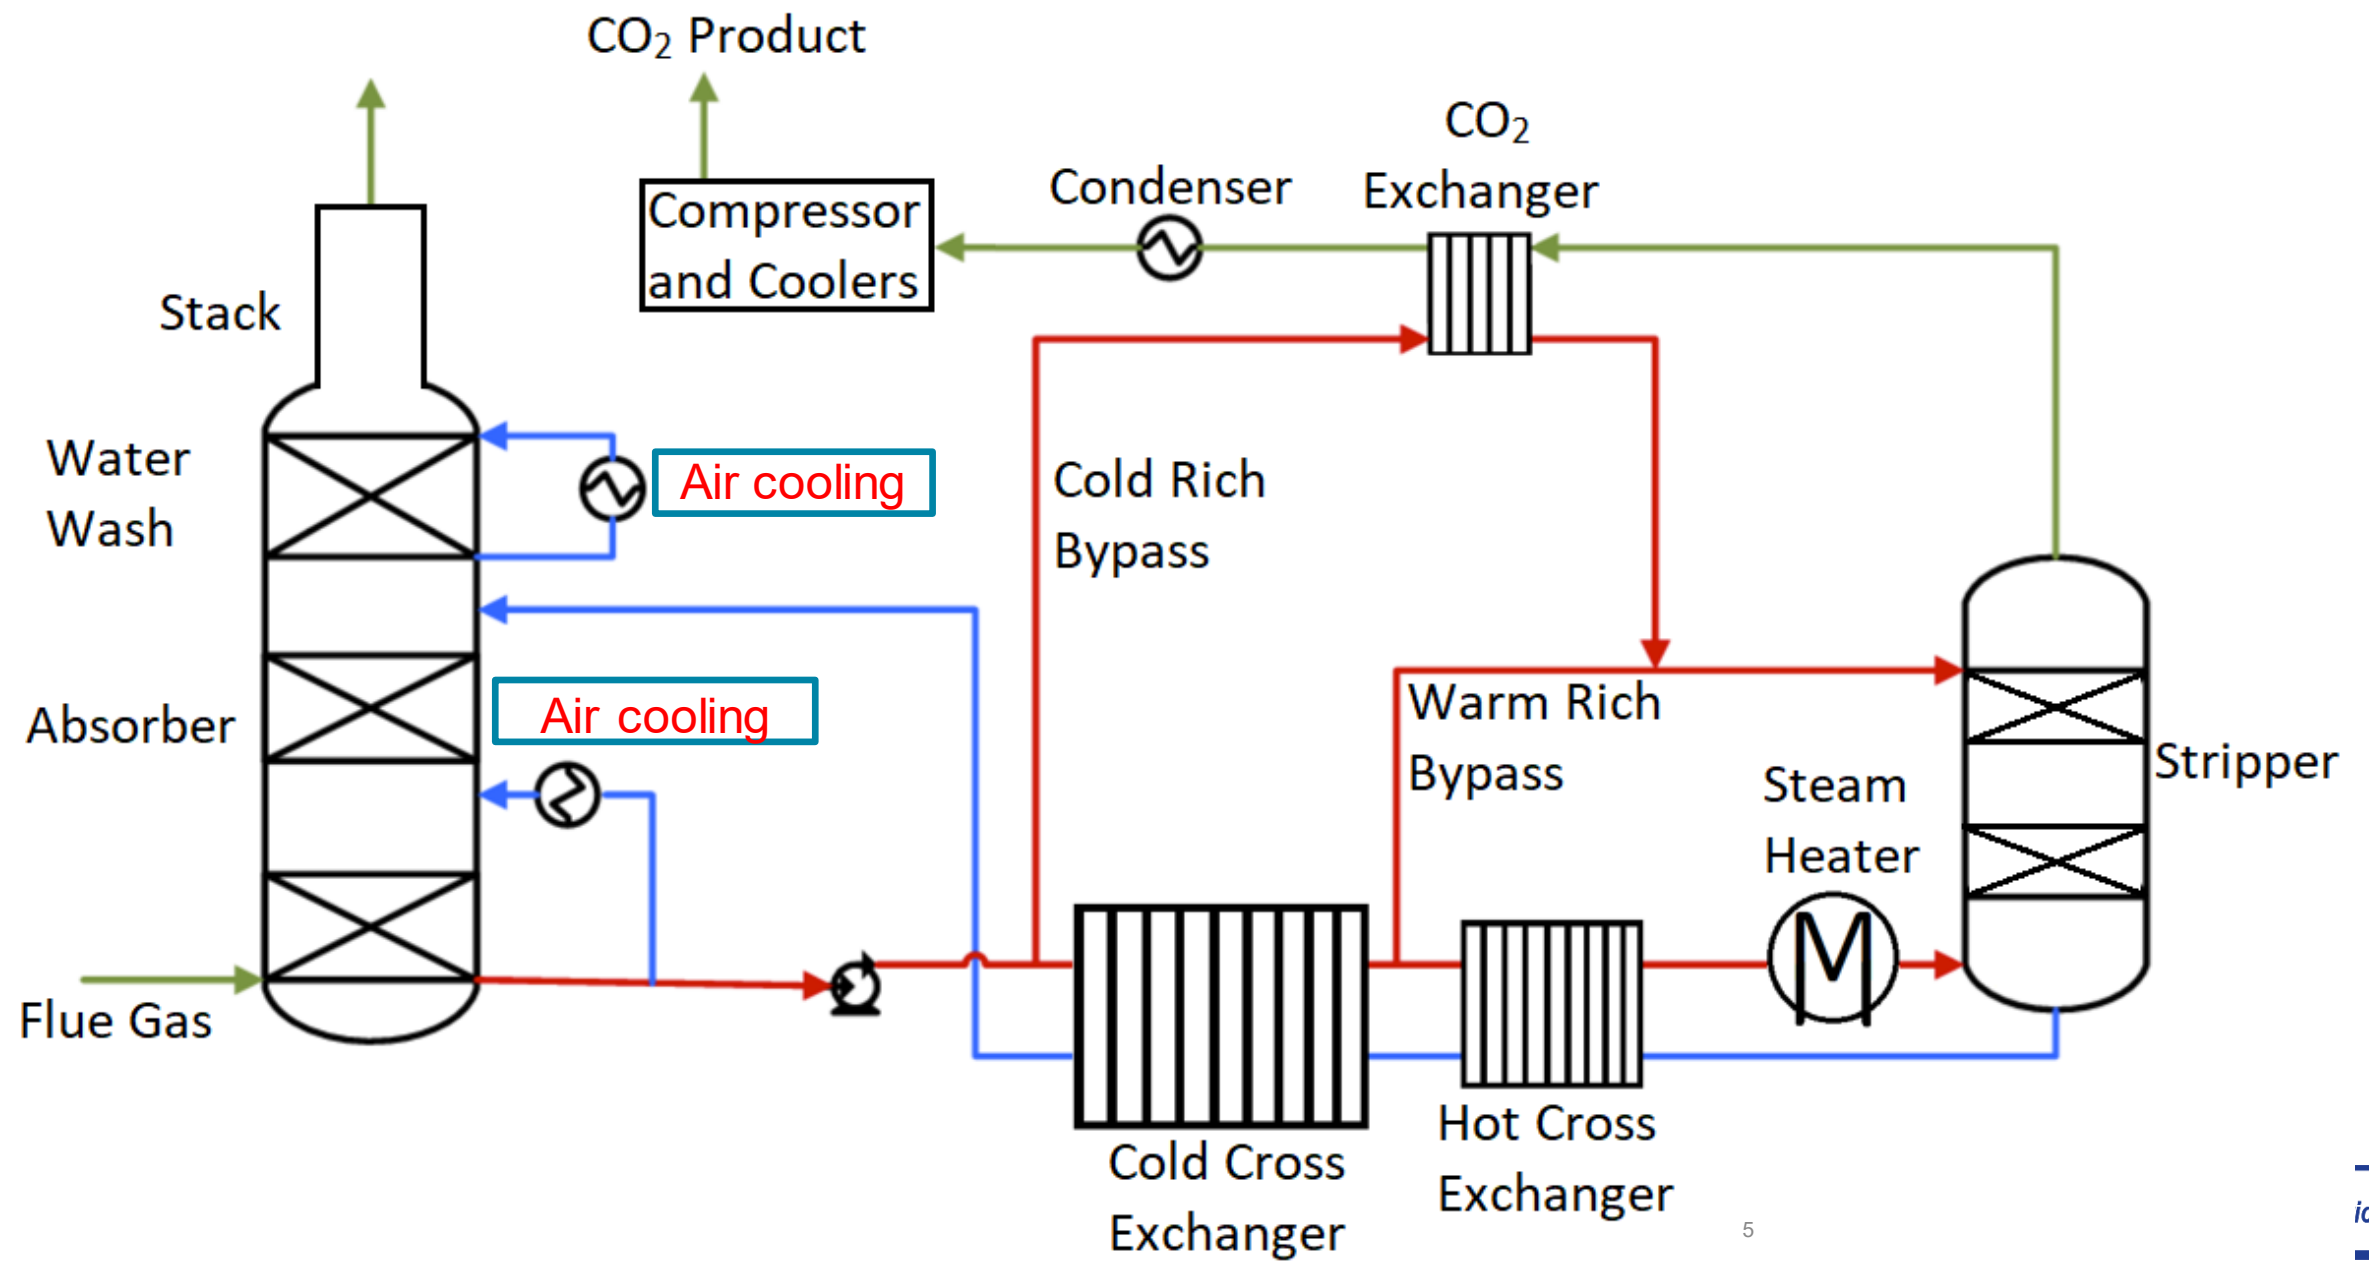 CO₂ Product
CO₂
Exchanger
Condenser
Compressor
and Coolers
Stack
Water
Wash
Air cooling
Cold Rich
Bypass
Absorber
Air cooling
Warm Rich
Bypass
Steam
Heater
Stripper
Flue Gas
Cold Cross
Exchanger
Hot Cross
Exchanger
5